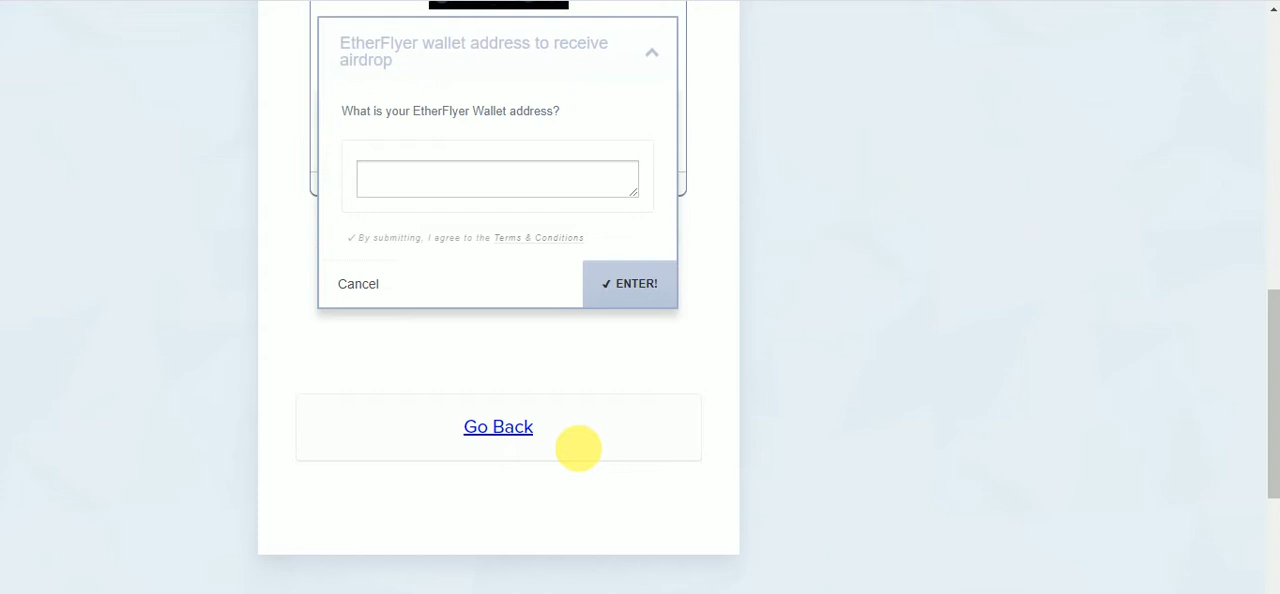 EtherFlyer wallet address to receive
airdrop
What is your EtherFlyer Wallet address?
✓ By submitting, I agree to the Terms & Conditions
Cancel
✔ ENTER!
Go Back